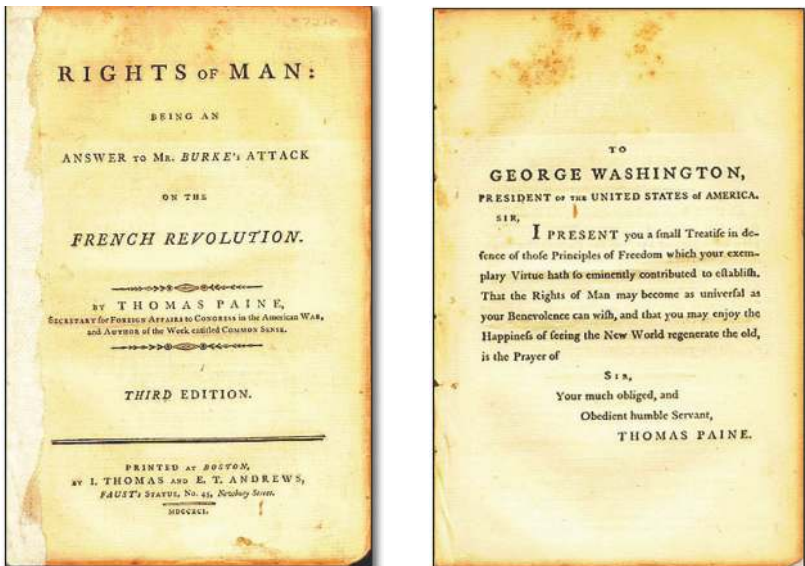 RIGHTS OF MAN:
BEING AN
ANSWER TO MR. BURKE's ATTACK
ON THE
FRENCH REVOLUTION.
BY THOMAS PAINE,
SECRETARY for FOREIGN AFFAIRS to CONGRESS in the AMERICAN WAR,
and AUTHOR of the Work entitled COMMON SENSE.
THIRD EDITION.
PRINTED AT BOSTON,
BY I. THOMAS AND E. T. ANDREWS,
FAUST's STATUE, No. 45, Newbury Street.
MDCCXCI.
TO
GEORGE WASHINGTON,
PRESIDENT OF THE UNITED STATES of AMERICA.
SIR,
I PRESENT you a ſmall Treatiſe in de-
fence of thoſe Principles of Freedom which your exem-
plary Virtue hath ſo eminently contributed to eſtabliſh.
That the Rights of Man may become as univerſal as
your Benevolence can wiſh, and that you may enjoy the
Happineſs of ſeeing the New World regenerate the old,
is the Prayer of
SIR,
Your much obliged, and
Obedient humble Servant,
THOMAS PAINE.